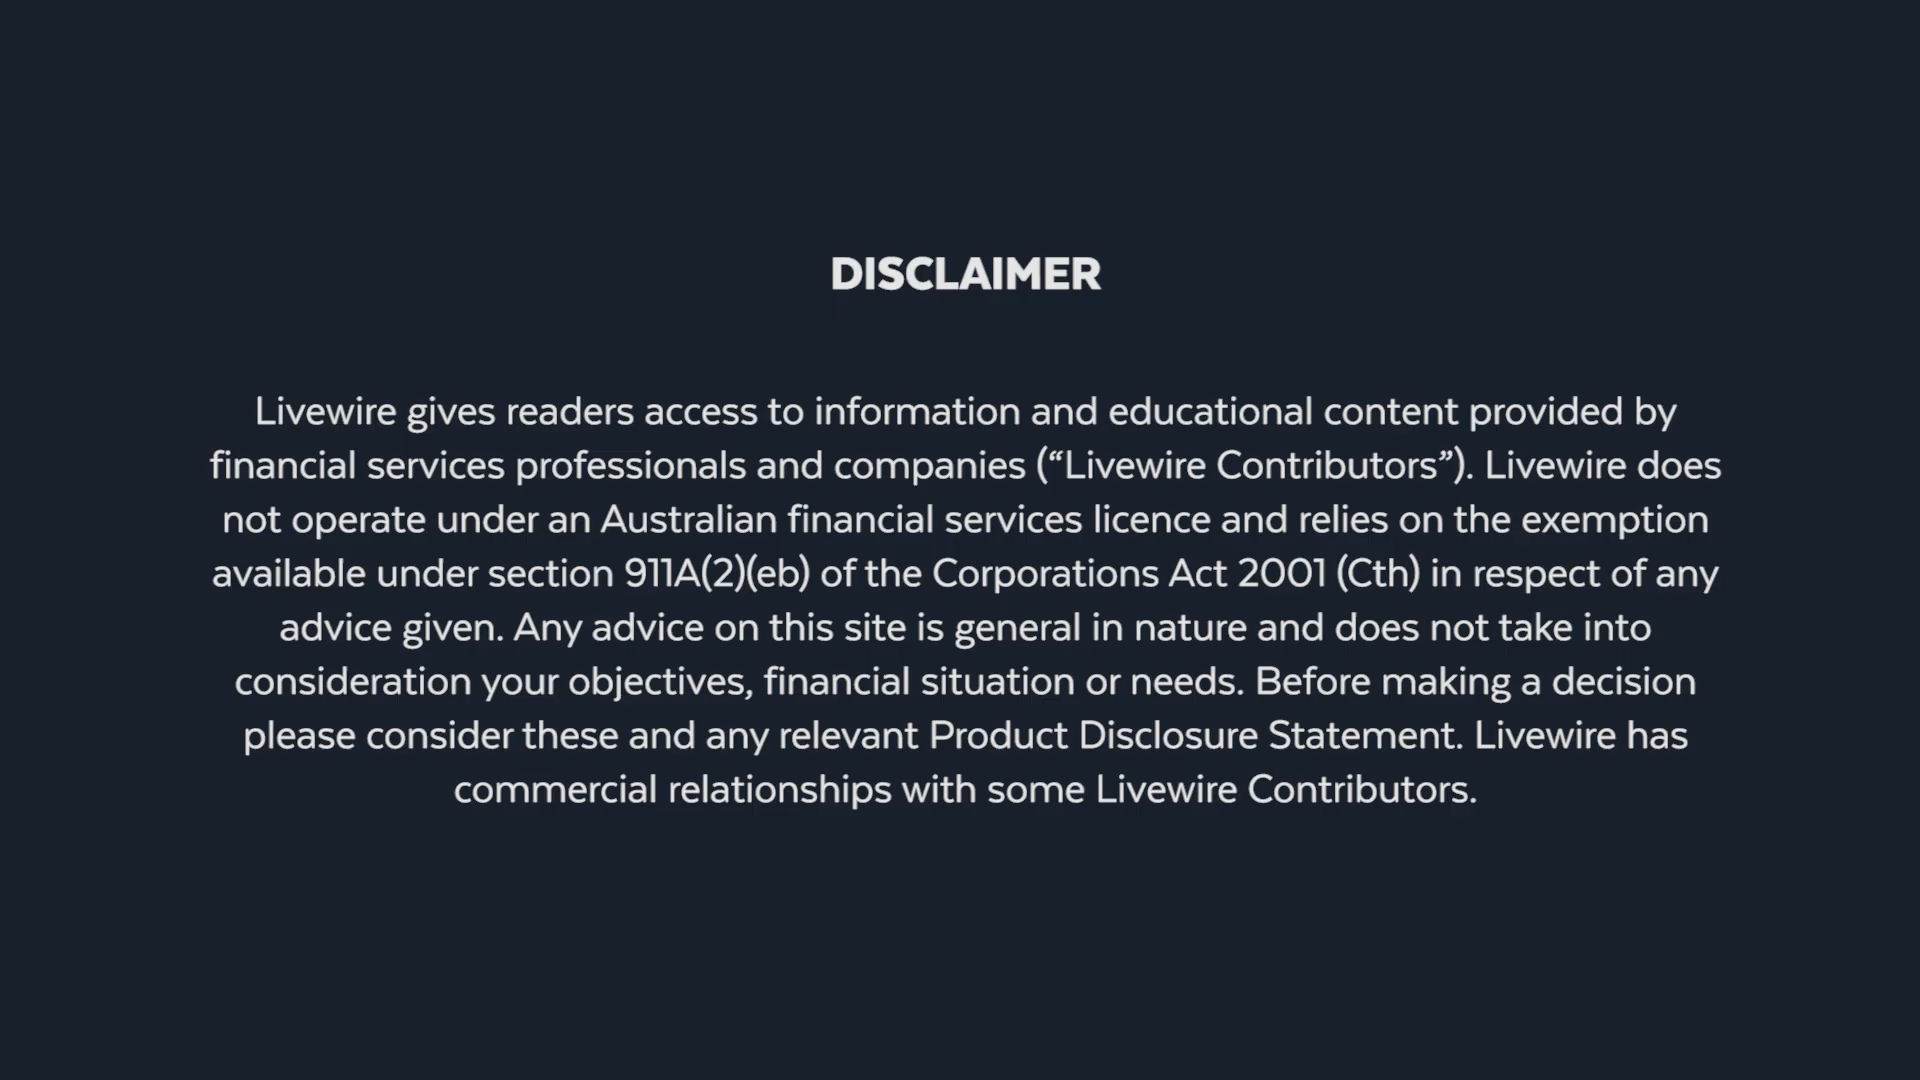 DISCLAIMER
Livewire gives readers access to information and educational content provided by
financial services professionals and companies (“Livewire Contributors”). Livewire does
not operate under an Australian financial services licence and relies on the exemption
available under section 911A(2)(eb) of the Corporations Act 2001 (Cth) in respect of any
advice given. Any advice on this site is general in nature and does not take into
consideration your objectives, financial situation or needs. Before making a decision
please consider these and any relevant Product Disclosure Statement. Livewire has
commercial relationships with some Livewire Contributors.